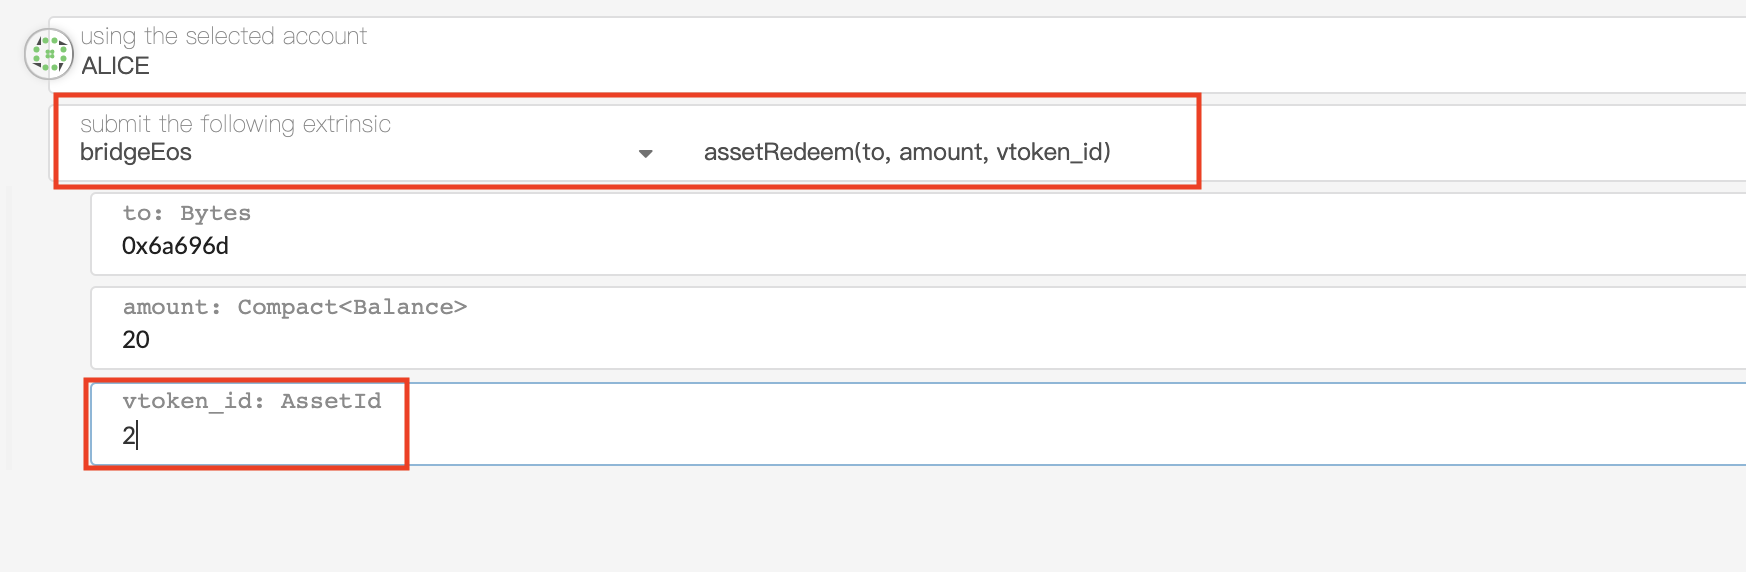 using the selected account
ALICE
submit the following extrinsic
bridgeEos assetRedeem(to, amount, vtoken_id)
to: Bytes
0x6a696d
amount: Compact<Balance>
20
vtoken_id: AssetId
2